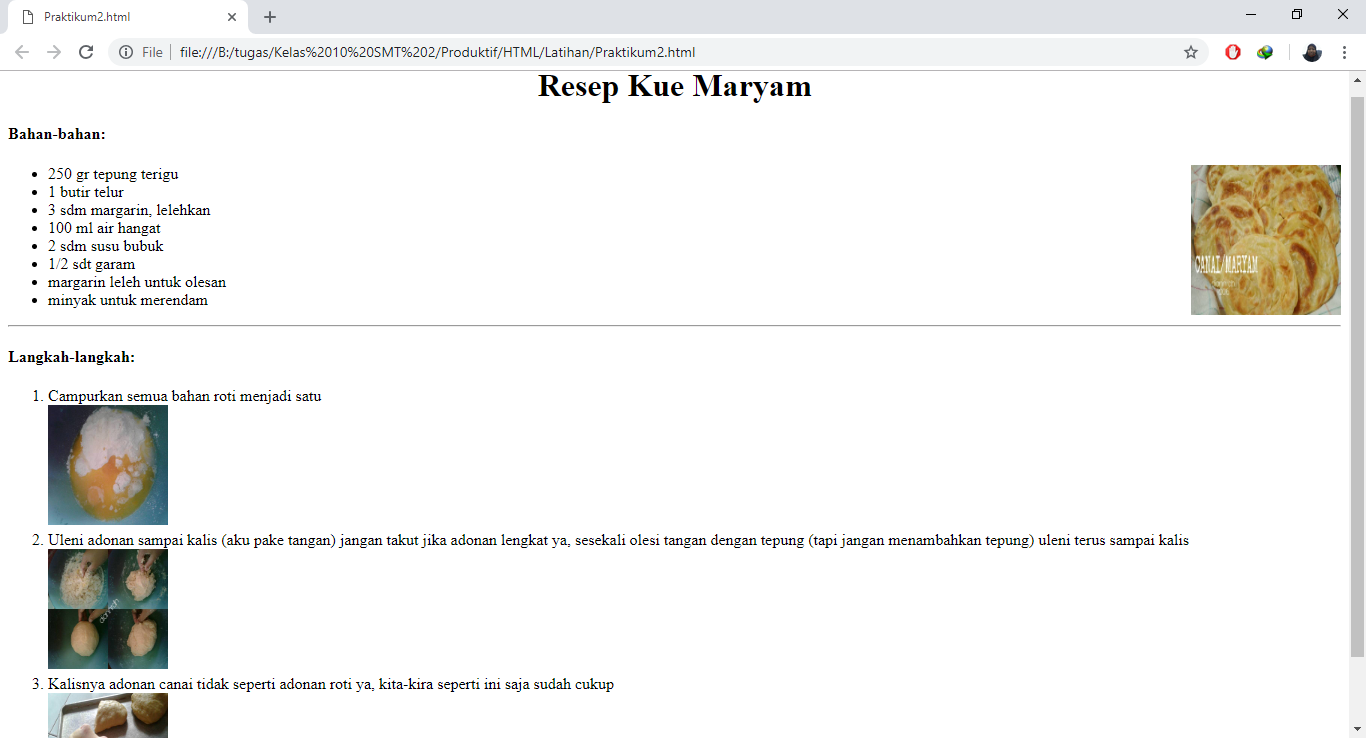 Praktikum2.html
File
file:///B:/tugas/Kelas%2010%20SMT%202/Produktif/HTML/Latihan/Praktikum2.html
Resep Kue Maryam
Bahan-bahan:
250 gr tepung terigu
1 butir telur
3 sdm margarin, lelehkan
100 ml air hangat
2 sdm susu bubuk
1/2 sdt garam
margarin leleh untuk olesan
minyak untuk merendam
CANAI/MARYAM
Langkah-langkah:
1. Campurkan semua bahan roti menjadi satu
2. Uleni adonan sampai kalis (aku pake tangan) jangan takut jika adonan lengkat ya, sesekali olesi tangan dengan tepung (tapi jangan menambahkan tepung) uleni terus sampai kalis
3. Kalisnya adonan canai tidak seperti adonan roti ya, kita-kira seperti ini saja sudah cukup